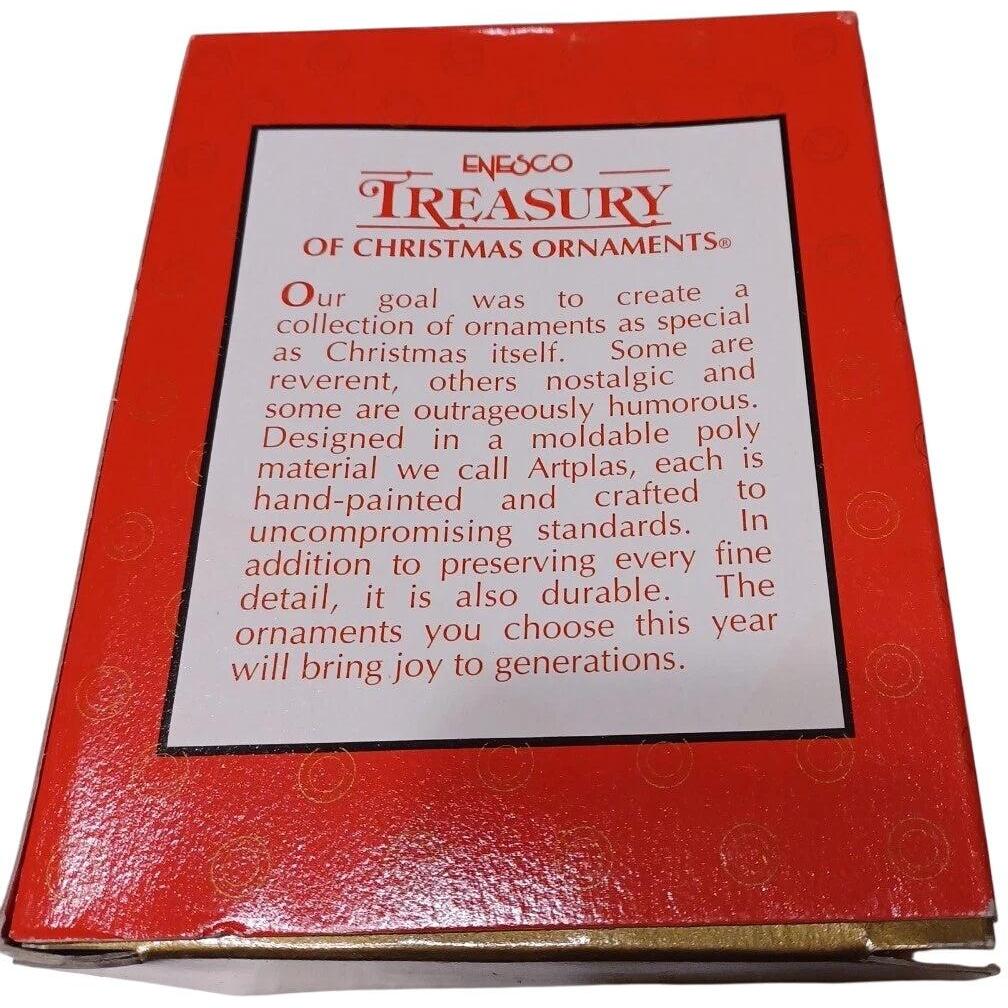 ENESCO
TREASURY
OF CHRISTMAS ORNAMENTS®
Our goal was to create a
collection of ornaments as special
as Christmas itself. Some are
reverent, others nostalgic and
some are outrageously humorous.
Designed in a moldable poly
material we call Artplas, each is
hand-painted and crafted to
uncompromising standards. In
addition to preserving every fine
detail, it is also durable. The
ornaments you choose this year
will bring joy to generations.